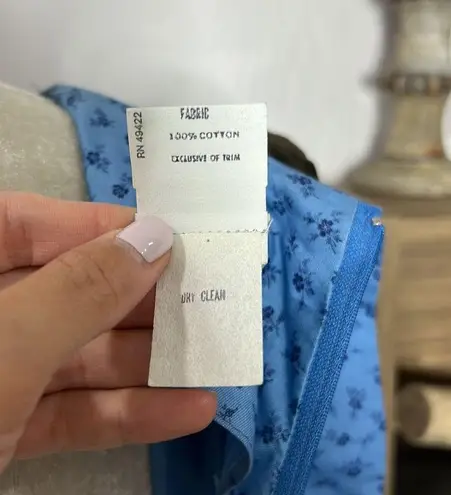 RN 49422
FABRIC
100% COTTON
EXCLUSIVE OF TRIM
DRY CLEAN